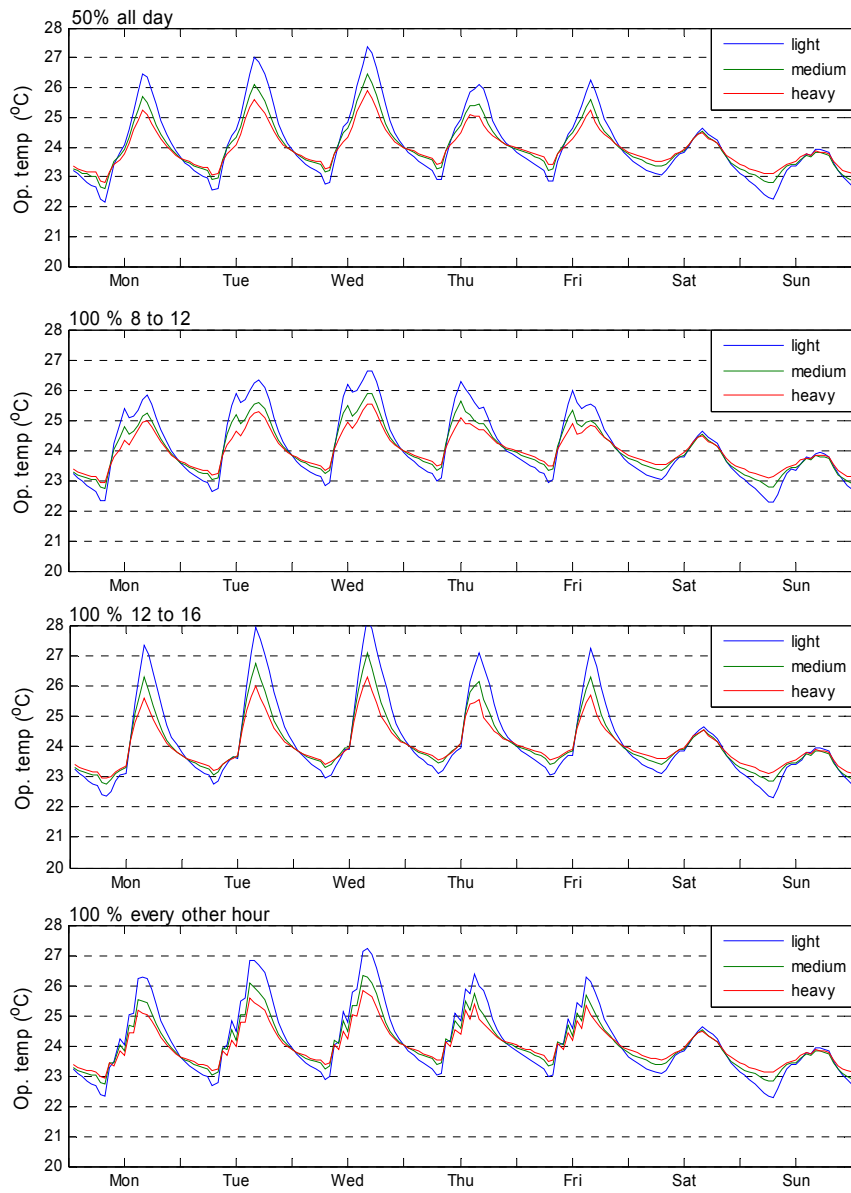 50% all day
28
27
26
25
24
23
22
21
20
Op. temp (⁰C)
light
medium
heavy
Mon Tue Wed Thu Fri Sat Sun
100 % 8 to 12
28
27
26
25
24
23
22
21
20
Op. temp (⁰C)
light
medium
heavy
Mon Tue Wed Thu Fri Sat Sun
100 % 12 to 16
28
27
26
25
24
23
22
21
20
Op. temp (⁰C)
light
medium
heavy
Mon Tue Wed Thu Fri Sat Sun
100 % every other hour
28
27
26
25
24
23
22
21
20
Op. temp (⁰C)
light
medium
heavy
Mon Tue Wed Thu Fri Sat Sun